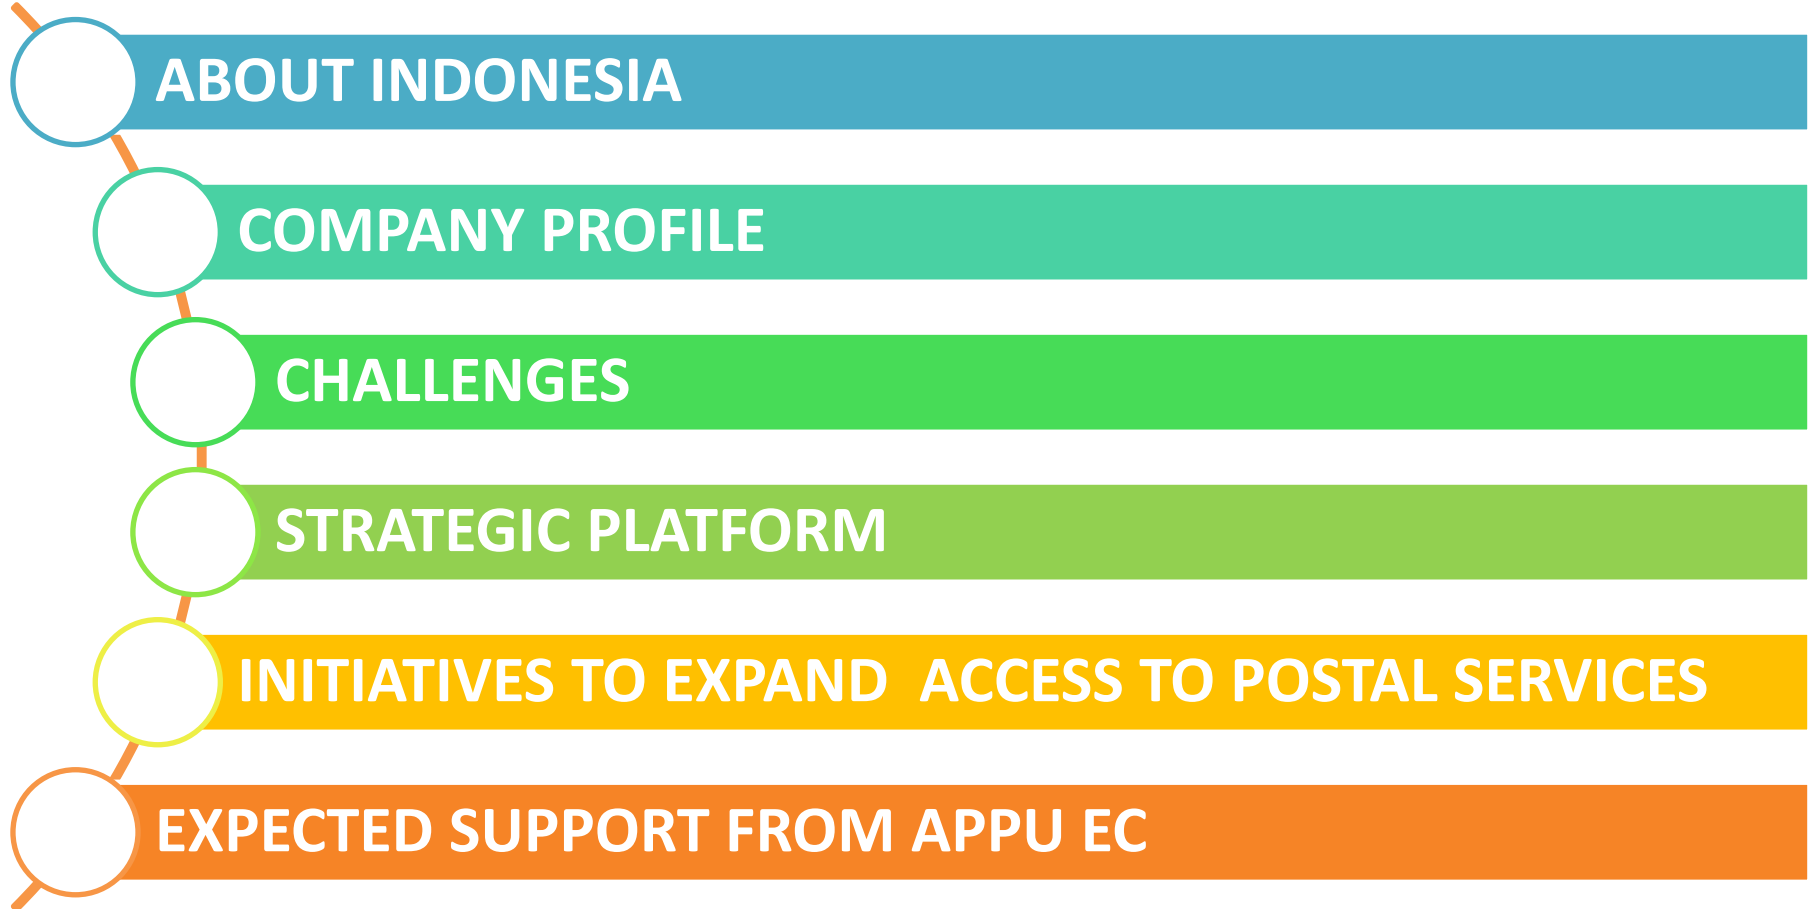 ABOUT INDONESIA
COMPANY PROFILE
CHALLENGES
STRATEGIC PLATFORM
INITIATIVES TO EXPAND  ACCESS TO POSTAL SERVICES
EXPECTED SUPPORT FROM APPU EC